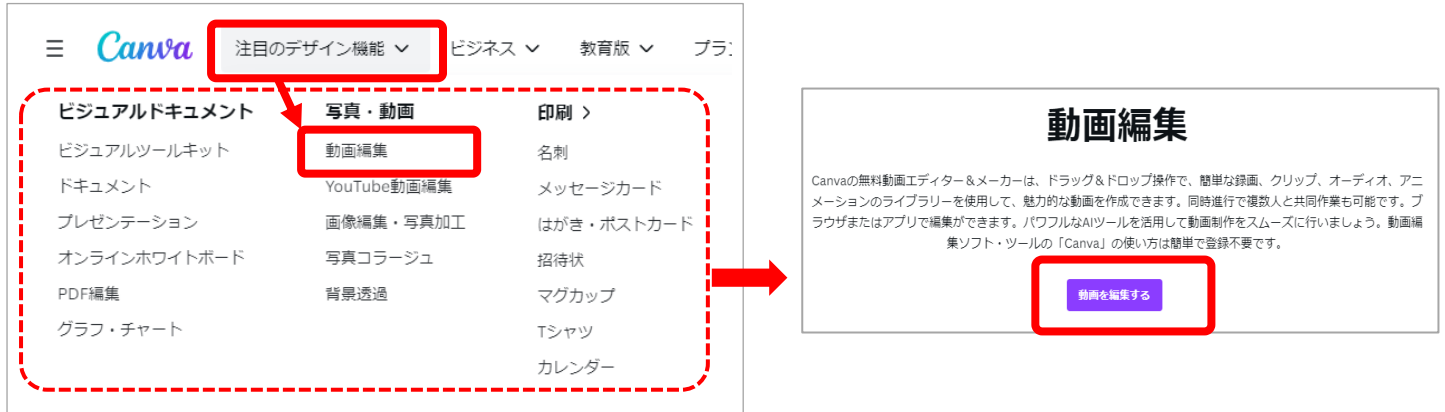 Canva 注目のデザイン機能 ビジネス 教育版 プラン
ビジュアルドキュメント
ビジュアルツールキット
ドキュメント
プレゼンテーション
オンラインホワイトボード
PDF編集
グラフ・チャート
写真・動画
動画編集
YouTube動画編集
画像編集・写真加工
写真コラージュ
背景透過
印刷 >
名刺
メッセージカード
はがき・ポストカード
招待状
マグカップ
Tシャツ
カレンダー
動画編集
Canvaの無料動画エディター＆メーカーは、ドラッグ＆ドロップ操作で、簡単な録画、クリップ、オーディオ、アニ
メーションのライブラリーを使用して、魅力的な動画を作成できます。同時進行で複数人と共同作業も可能です。ブ
ラウザまたはアプリで編集ができます。パワフルなAIツールを活用して動画制作をスムーズに行いましょう。動画編
集ソフト・ツールの「Canva」の使い方は簡単で登録不要です。
動画を編集する